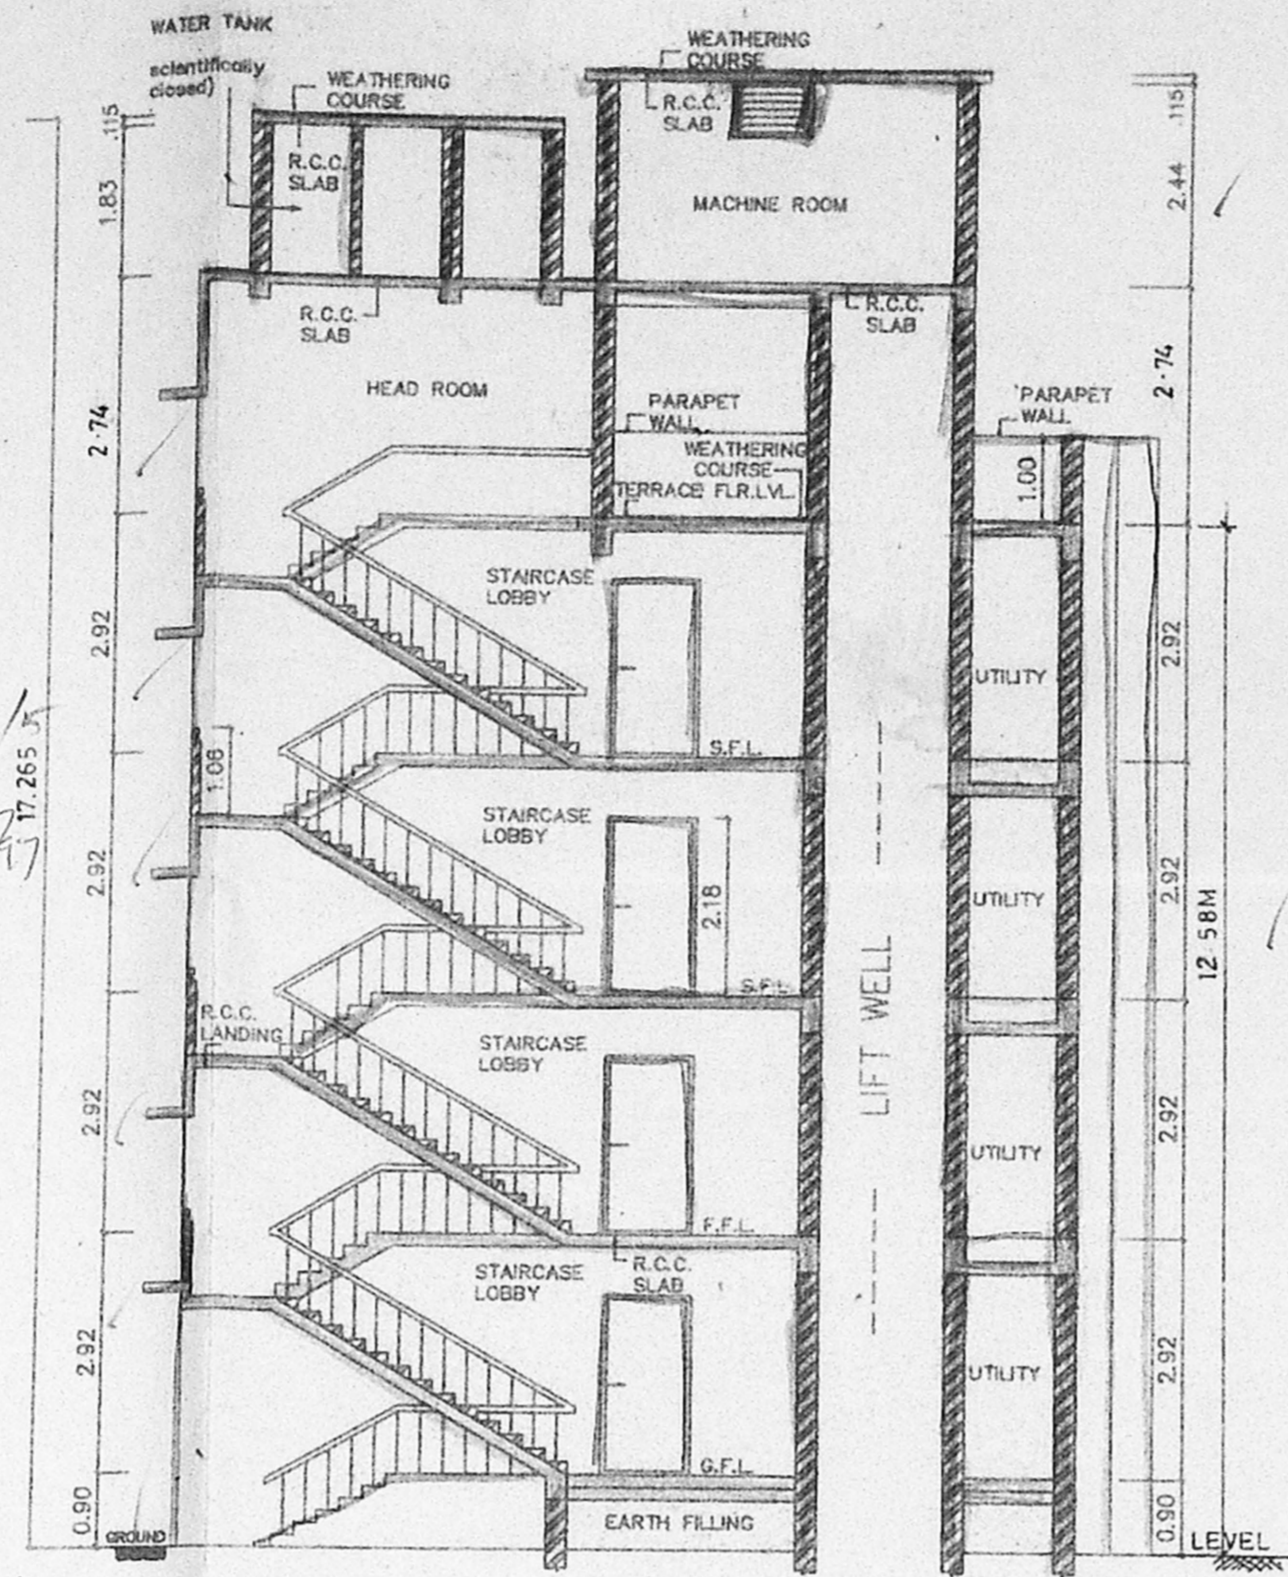 WATER TANK
scientifically
closed)
WEATHERING
COURSE
WEATHERING
COURSE
R.C.C.
SLAB
R.C.C.
SLAB
MACHINE ROOM
.115
1.83
.115
2.44
R.C.C.
SLAB
R.C.C.
SLAB
HEAD ROOM
PARAPET
WALL
PARAPET
WALL
2.74
2.74
WEATHERING
COURSE
TERRACE FLR.LVL.
1.00
STAIRCASE
LOBBY
2.92
2.92
UTILITY
S.F.L.
17.265
1.08
STAIRCASE
LOBBY
2.92
2.18
UTILITY
2.92
12.58M
S.F.L.
LIFT WELL
R.C.C.
LANDING
STAIRCASE
LOBBY
2.92
2.92
UTILITY
F.F.L.
R.C.C.
SLAB
STAIRCASE
LOBBY
2.92
2.92
UTILITY
G.F.L.
0.90
0.90
EARTH FILLING
GROUND
LEVEL